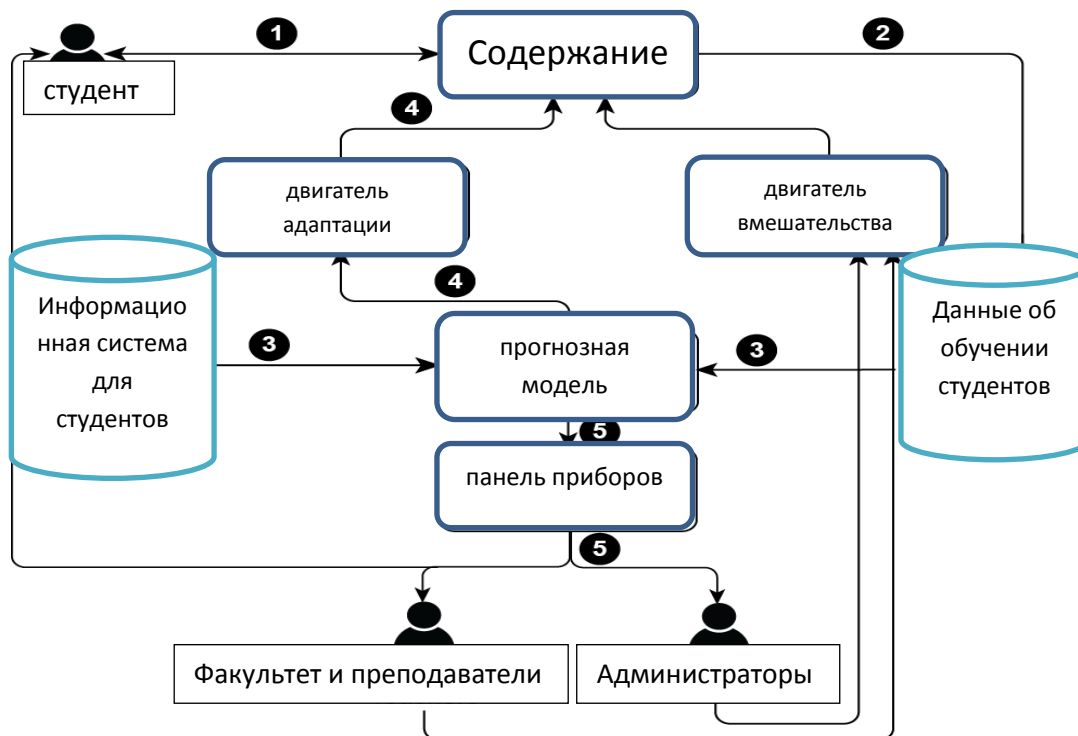 1
Содержание
2
студент
4
двигатель
адаптации
двигатель
вмешательства
4
Информацио
нная система
для
студентов
3
прогнозная
модель
3
Данные об
обучении
студентов
5
панель приборов
5
Факультет и преподаватели
Администраторы